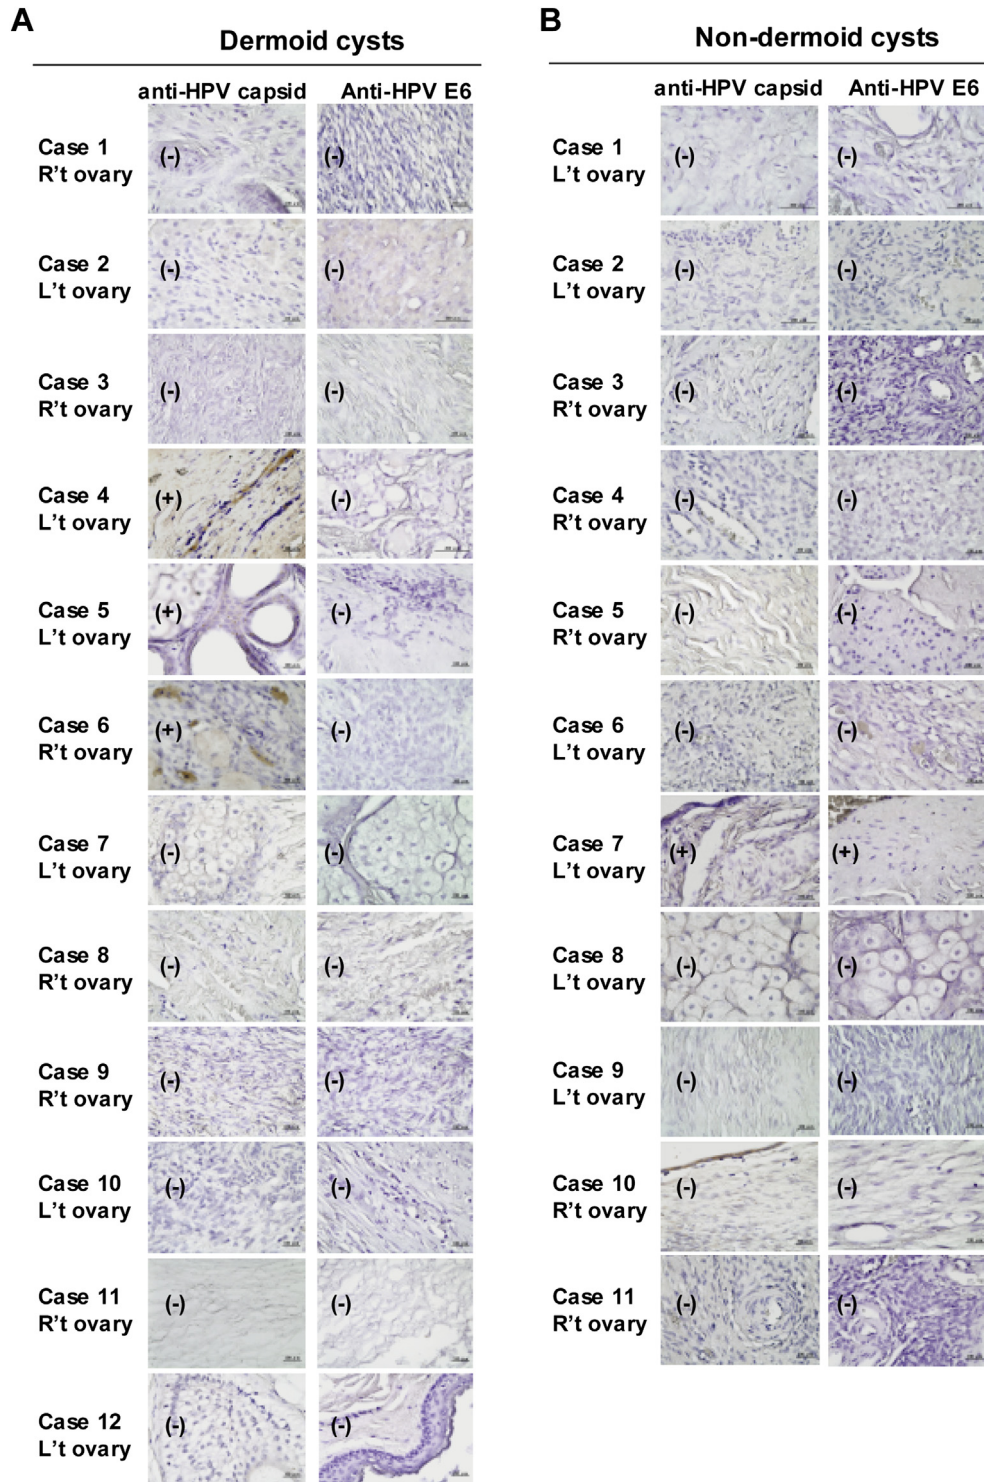 A
Dermoid cysts
anti-HPV capsid Anti-HPV E6
Case 1
R't ovary
(-) (-)
Case 2
L't ovary
(-) (-)
Case 3
R't ovary
(-) (-)
Case 4
L't ovary
(+) (-)
Case 5
L't ovary
(+) (-)
Case 6
R't ovary
(+) (-)
Case 7
L't ovary
(-) (-)
Case 8
R't ovary
(-) (-)
Case 9
R't ovary
(-) (-)
Case 10
L't ovary
(-) (-)
Case 11
R't ovary
(-) (-)
Case 12
L't ovary
(-) (-)
B
Non-dermoid cysts
anti-HPV capsid Anti-HPV E6
Case 1
L't ovary
(-) (-)
Case 2
L't ovary
(-) (-)
Case 3
R't ovary
(-) (-)
Case 4
R't ovary
(-) (-)
Case 5
R't ovary
(-) (-)
Case 6
L't ovary
(-) (-)
Case 7
L't ovary
(+) (+)
Case 8
L't ovary
(-) (-)
Case 9
L't ovary
(-) (-)
Case 10
R't ovary
(-) (-)
Case 11
R't ovary
(-) (-)